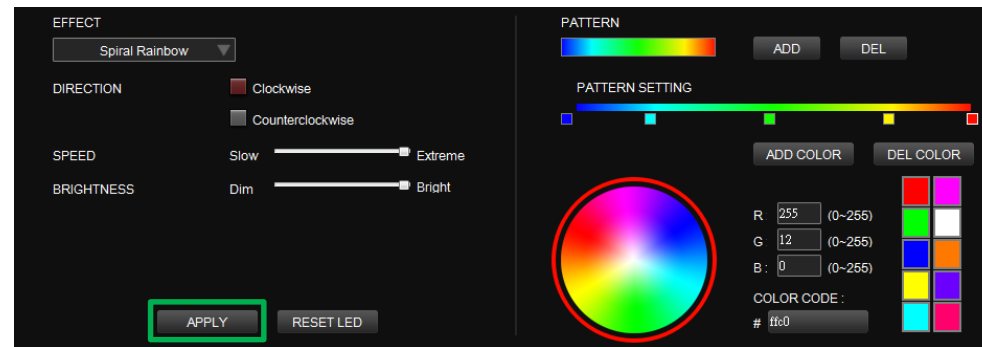 EFFECT
Spiral Rainbow
DIRECTION
Clockwise
Counterclockwise
SPEED
Slow
Extreme
BRIGHTNESS
Dim
Bright
APPLY
RESET LED
PATTERN
ADD
DEL
PATTERN SETTING
ADD COLOR
DEL COLOR
R 255 (0~255)
G 12 (0~255)
B: 0 (0~255)
COLOR CODE :
# ffc0